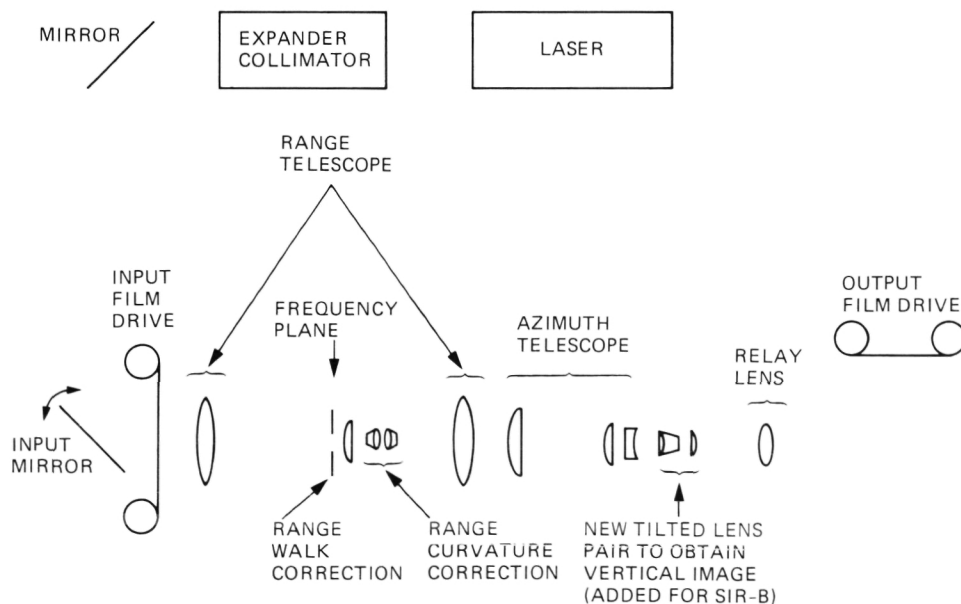 MIRROR
EXPANDER
COLLIMATOR
LASER
RANGE
TELESCOPE
INPUT
FILM
DRIVE
FREQUENCY
PLANE
AZIMUTH
TELESCOPE
OUTPUT
FILM DRIVE
RELAY
LENS
INPUT
MIRROR
RANGE
WALK
CORRECTION
RANGE
CURVATURE
CORRECTION
NEW TILTED LENS
PAIR TO OBTAIN
VERTICAL IMAGE
(ADDED FOR SIR-B)